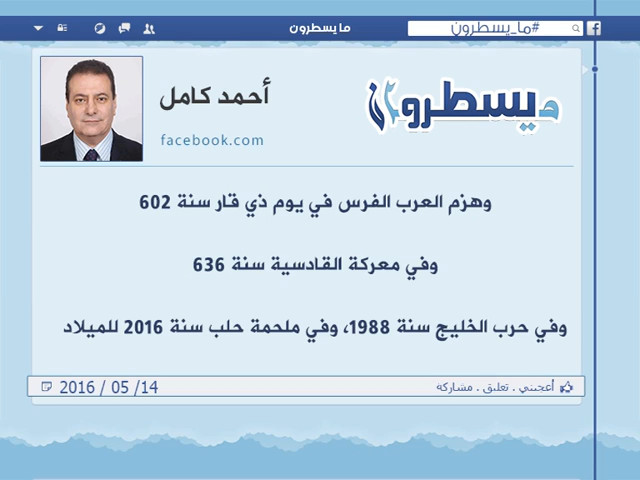 #ما_يسطرون
ما يسطرون
ما يسطرون
أحمد كامل
facebook.com
وهزم العرب الفرس في يوم ذي قار سنة 602
وفي معركة القادسية سنة 636
وفي حرب الخليج سنة 1988، وفي ملحمة حلب سنة 2016 للميلاد
أعجبني . تعليق . مشاركة
2016 / 05 /14